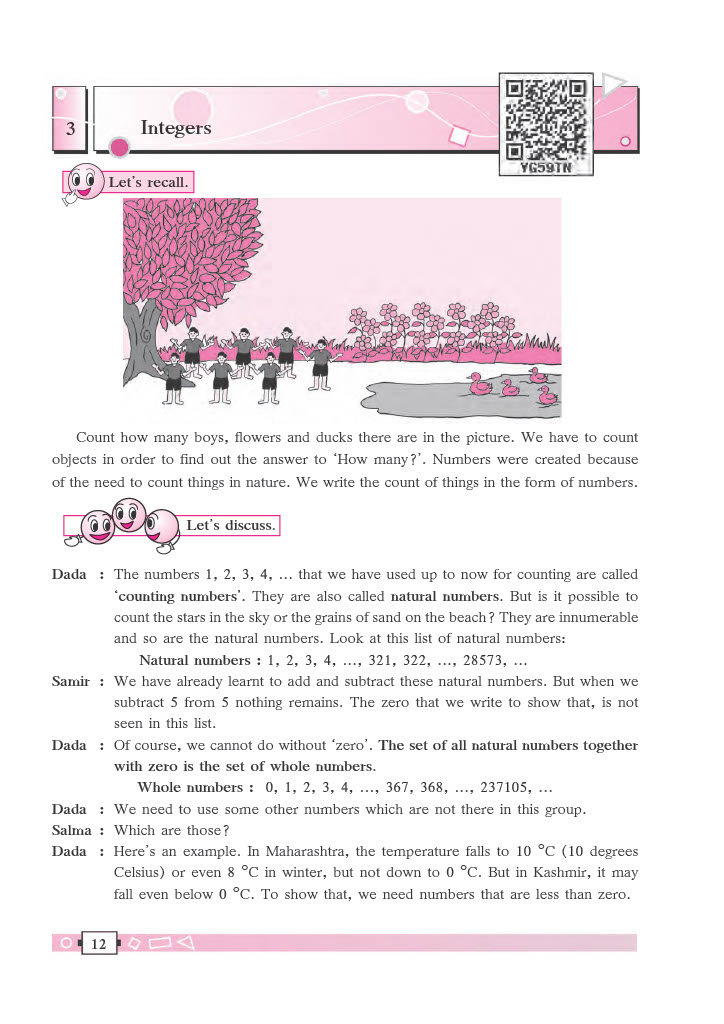 3
Integers
YG59TN
Let's recall.
Count how many boys, flowers and ducks there are in the picture. We have to count
objects in order to find out the answer to ‘How many?’. Numbers were created because
of the need to count things in nature. We write the count of things in the form of numbers.
Let's discuss.
Dada : The numbers 1, 2, 3, 4, ... that we have used up to now for counting are called
‘counting numbers’. They are also called natural numbers. But is it possible to
count the stars in the sky or the grains of sand on the beach? They are innumerable
and so are the natural numbers. Look at this list of natural numbers:
Natural numbers : 1, 2, 3, 4, ..., 321, 322, ..., 28573, ...
Samir : We have already learnt to add and subtract these natural numbers. But when we
subtract 5 from 5 nothing remains. The zero that we write to show that, is not
seen in this list.
Dada : Of course, we cannot do without ‘zero’. The set of all natural numbers together
with zero is the set of whole numbers.
Whole numbers : 0, 1, 2, 3, 4, ..., 367, 368, ..., 237105, ...
Dada : We need to use some other numbers which are not there in this group.
Salma : Which are those?
Dada : Here's an example. In Maharashtra, the temperature falls to 10 °C (10 degrees
Celsius) or even 8 °C in winter, but not down to 0 °C. But in Kashmir, it may
fall even below 0 °C. To show that, we need numbers that are less than zero.
12